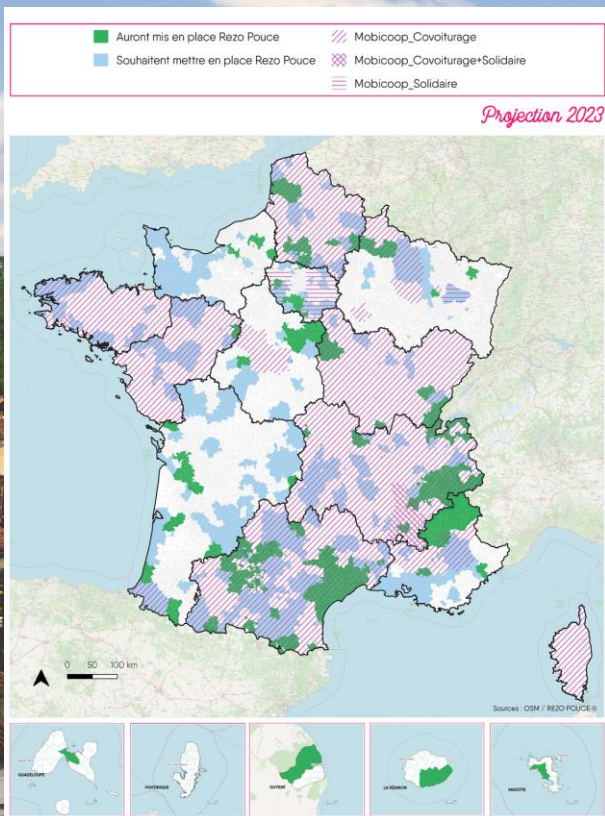 Auront mis en place Rezo Pouce
Souhaitent mettre en place Rezo Pouce
Mobicoop_Covoiturage
Mobicoop_Covoiturage+Solidaire
Mobicoop_Solidaire
Projection 2023
0 50 100 km
Sources : OSM / REZO POUCE ©
GUADELOUPE
MARTINIQUE
GUYANE
LA RÉUNION
MAYOTTE